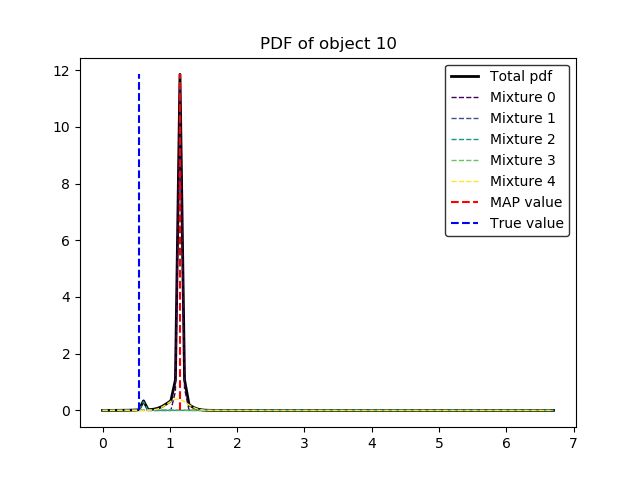 PDF of object 10
12
10
8
6
4
2
0
0 1 2 3 4 5 6 7
Total pdf
Mixture 0
Mixture 1
Mixture 2
Mixture 3
Mixture 4
MAP value
True value